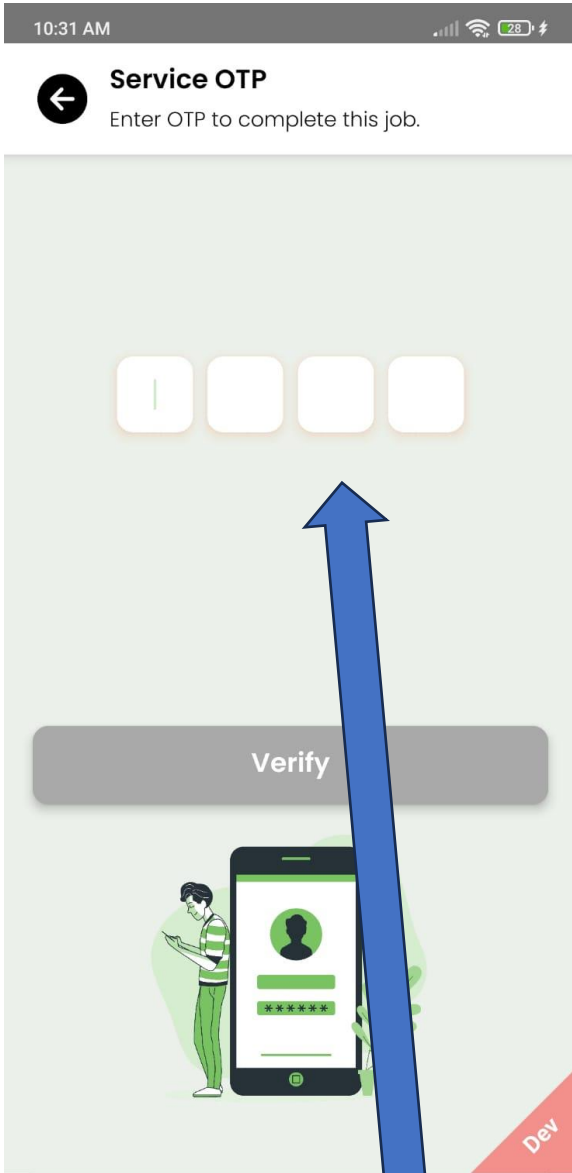 10:31 AM
28
Service OTP
Enter OTP to complete this job.
Verify
******
Dev